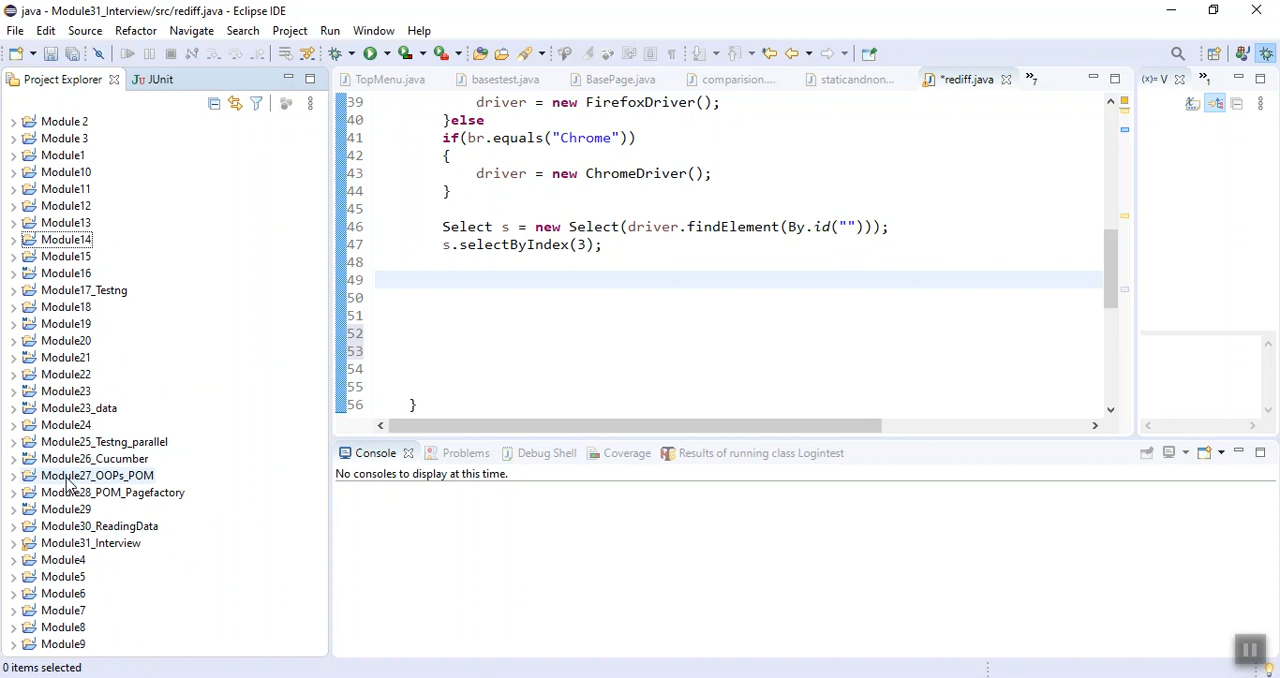 java - Module31_Interview/src/rediff.java - Eclipse IDE
File Edit Source Refactor Navigate Search Project Run Window Help
Project Explorer JU JUnit
TopMenu.java basestest.java BasePage.java comparision.... staticandnon... *rediff.java »7
(x)= V »1
Module 2
Module 3
Module1
Module10
Module11
Module12
Module13
Module14
Module15
Module16
Module17_Testng
Module18
Module19
Module20
Module21
Module22
Module23
Module23_data
Module24
Module25_Testng_parallel
Module26_Cucumber
Module27_OOPs_POM
Module28_POM_Pagefactory
Module29
Module30_ReadingData
Module31_Interview
Module4
Module5
Module6
Module7
Module8
Module9
39 driver = new FirefoxDriver();
40 }else
41 if(br.equals("Chrome"))
42 {
43 driver = new ChromeDriver();
44 }
45
46 Select s = new Select(driver.findElement(By.id("")));
47 s.selectByIndex(3);
48
49
50
51
52
53
54
55
56 }
Console Problems Debug Shell Coverage Results of running class Logintest
No consoles to display at this time.
0 items selected